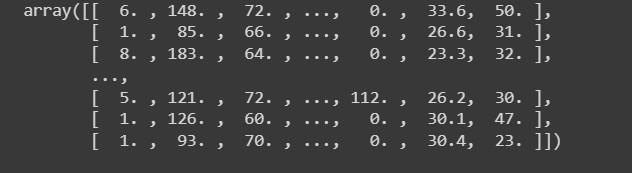 array([[  6. , 148. ,  72. , ...,   0. ,  33.6,  50. ],
       [  1. ,  85. ,  66. , ...,   0. ,  26.6,  31. ],
       [  8. , 183. ,  64. , ...,   0. ,  23.3,  32. ],
       ...,
       [  5. , 121. ,  72. , ..., 112. ,  26.2,  30. ],
       [  1. , 126. ,  60. , ...,   0. ,  30.1,  47. ],
       [  1. ,  93. ,  70. , ...,   0. ,  30.4,  23. ]])